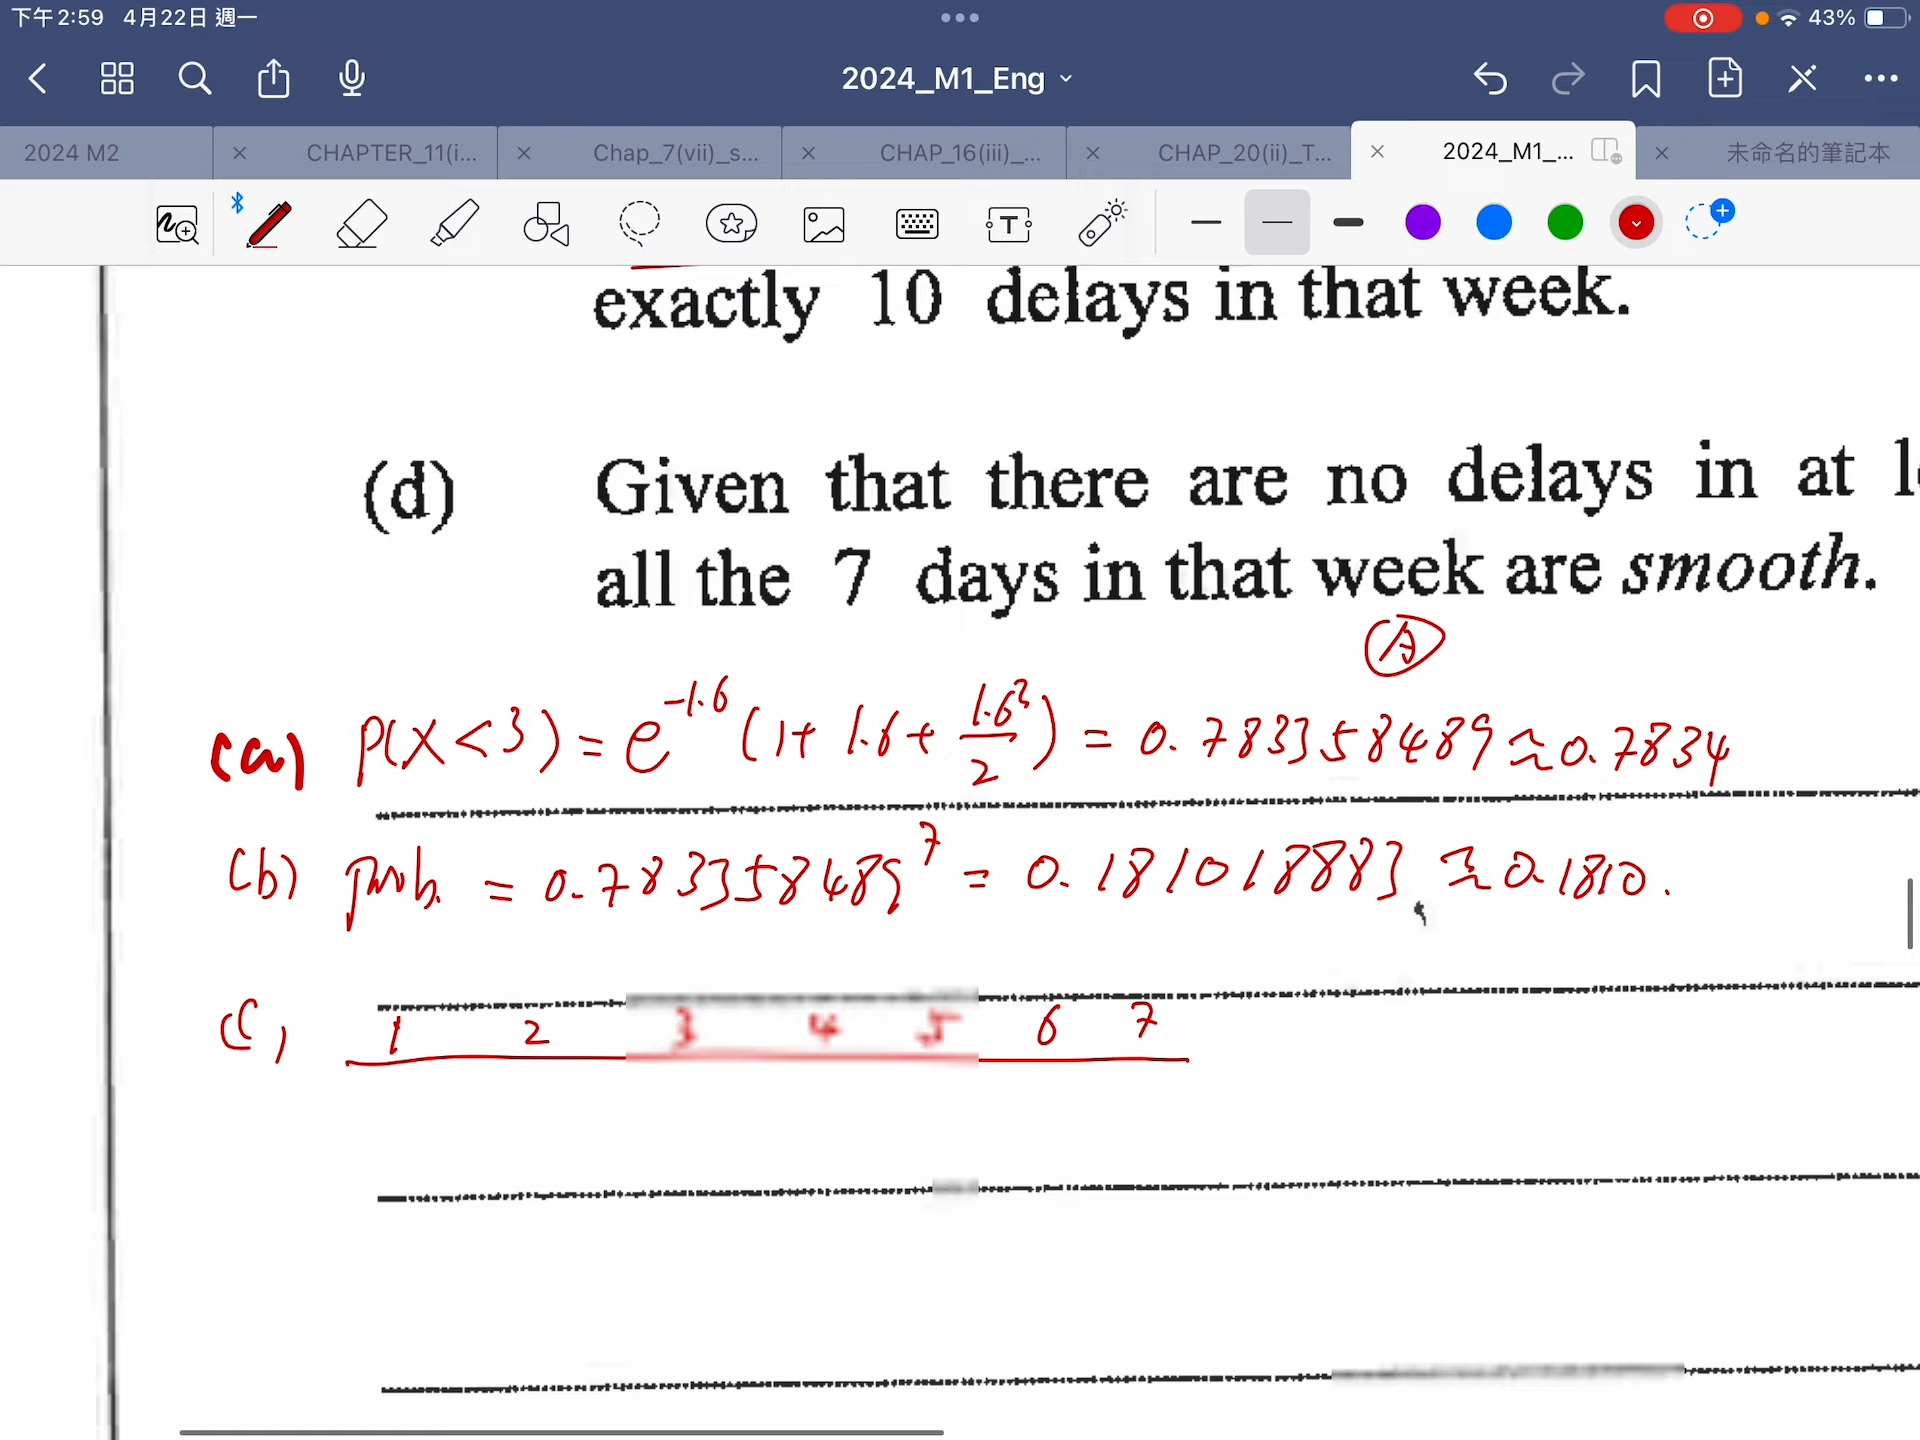 下午2:59 4月22日 週一
43%
2024_M1_Eng
2024 M2
CHAPTER_11(i...
Chap_7(vii)_s...
CHAP_16(iii)_...
CHAP_20(ii)_T...
2024_M1_...
未命名的筆記本
exactly 10 delays in that week.
(d) Given that there are no delays in at
all the 7 days in that week are smooth.
(a) P(X<3) = e^-1.6 (1+ 1.6 + 1.6²/2) = 0.783358489 ≈ 0.7834
(b) prob. = 0.783358489^7 = 0.181018883 ≈ 0.1810.
(c) 1 2 3 4 5 6 7